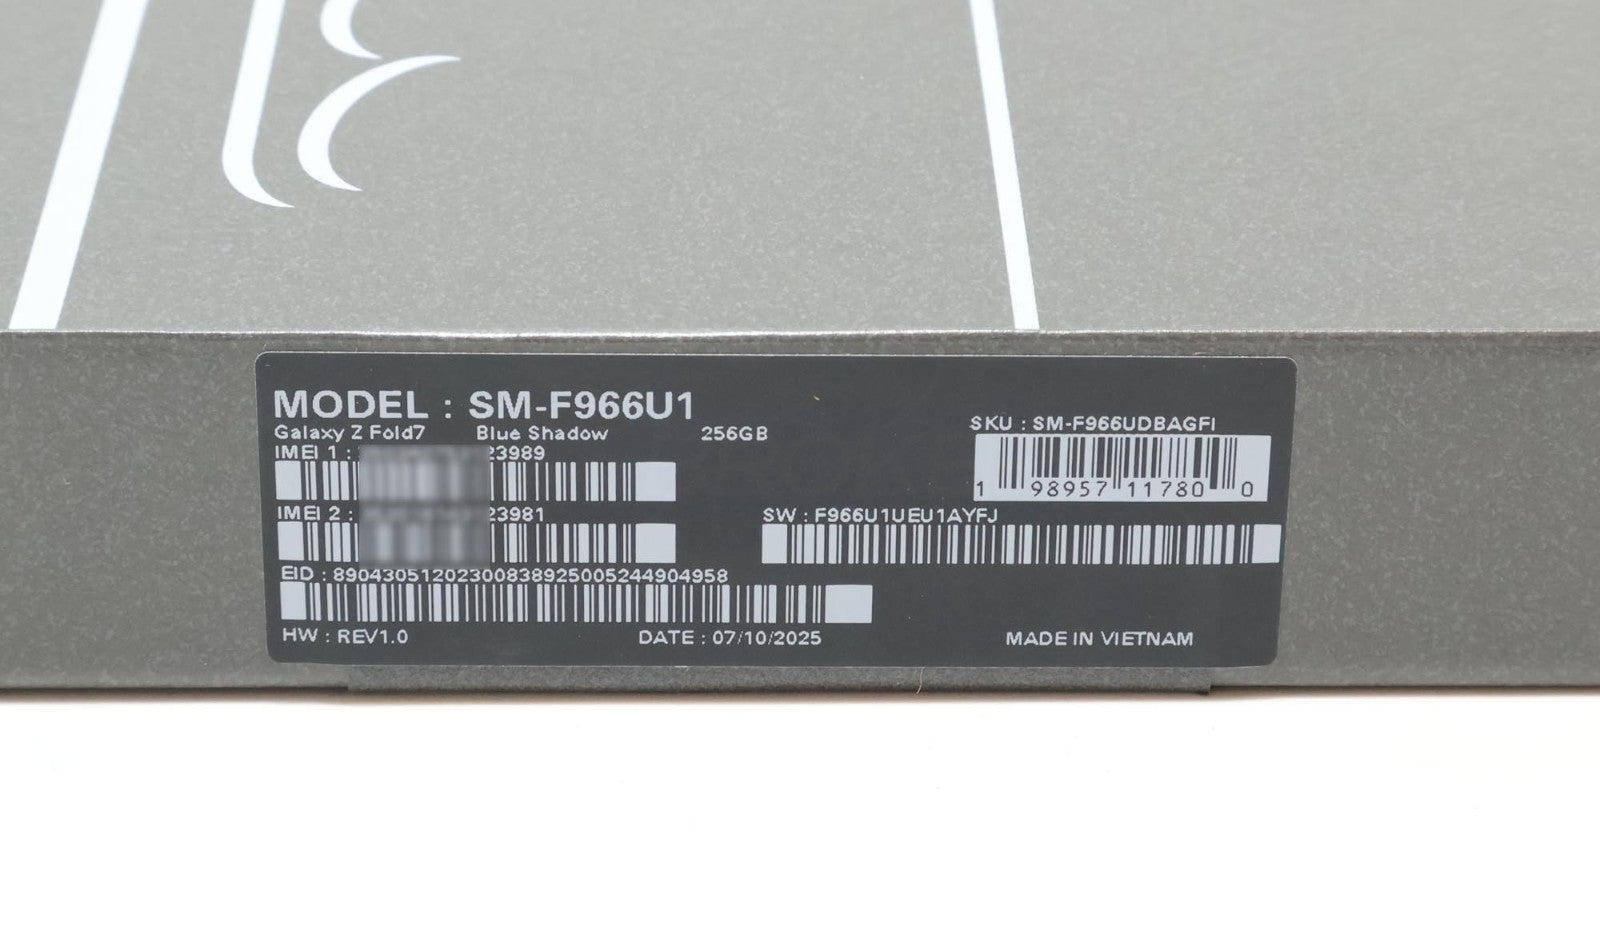 MODEL : SM-F966U1
Galaxy Z Fold7 Blue Shadow 256GB
SKU : SM-F966UDBAGFI
1 98957 11780 0
IMEI 1 : 23989
IMEI 2 : 23981
SW : F966U1UEU1AYFJ
EID : 89043051202300838925005244904958
HW : REV1.0 DATE : 07/10/2025 MADE IN VIETNAM